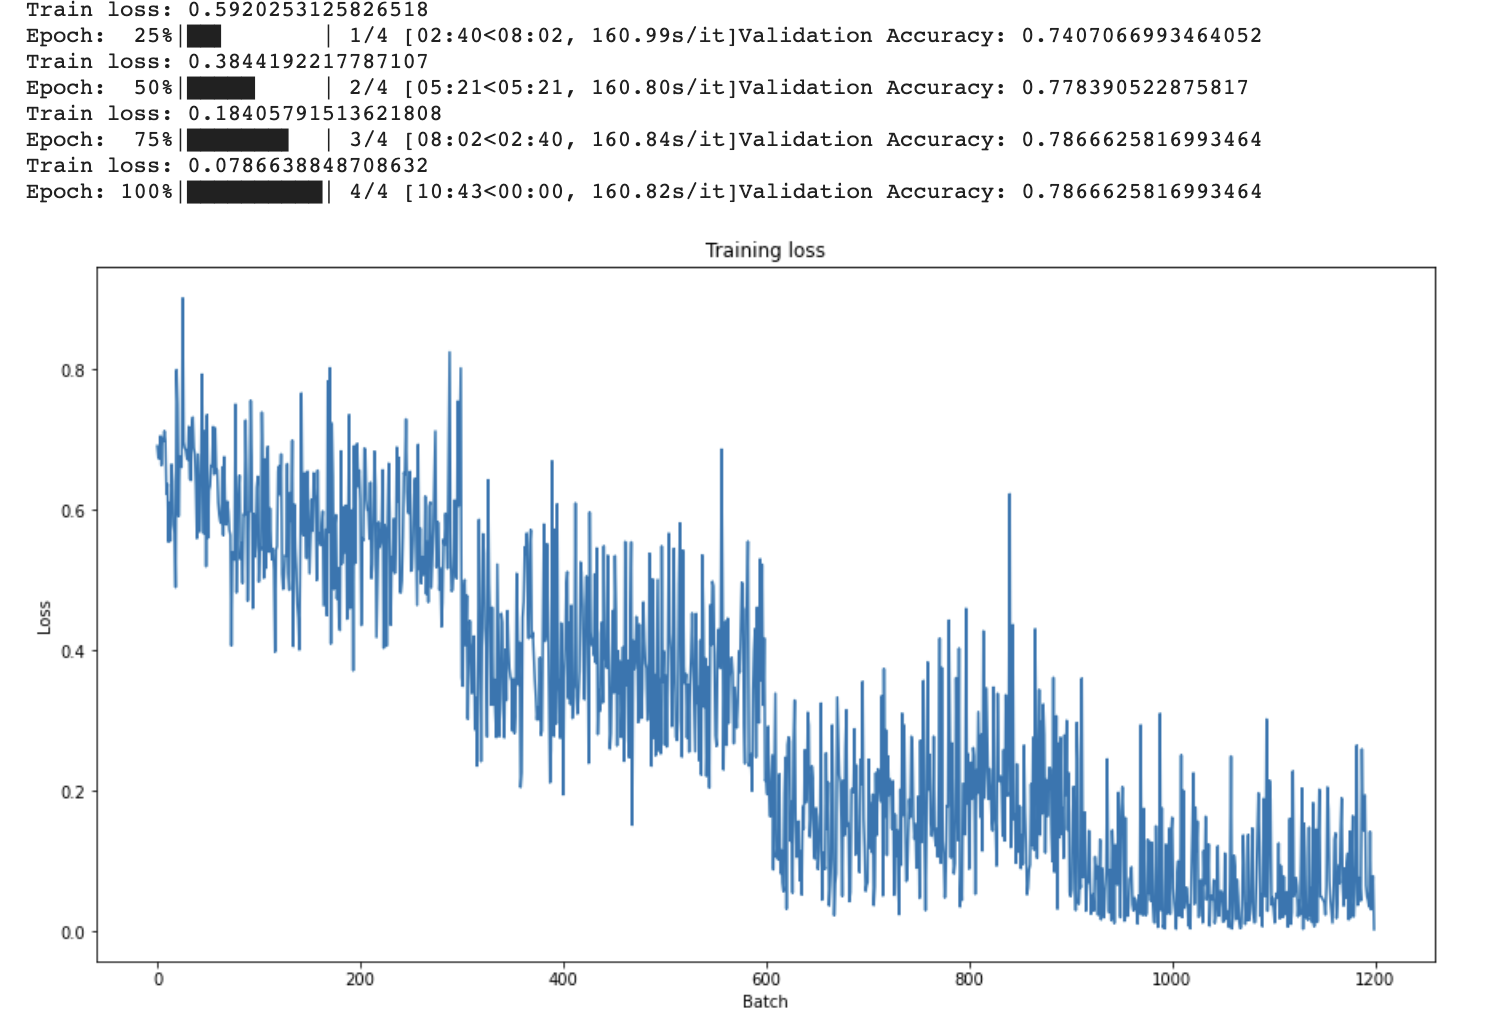 Train loss: 0.5920253125826518
Epoch:  25%|██▌       | 1/4 [02:40<08:02, 160.99s/it]Validation Accuracy: 0.7407066993464052
Train loss: 0.3844192217787107
Epoch:  50%|█████     | 2/4 [05:21<05:21, 160.80s/it]Validation Accuracy: 0.778390522875817
Train loss: 0.18405791513621808
Epoch:  75%|███████▌  | 3/4 [08:02<02:40, 160.84s/it]Validation Accuracy: 0.7866625816993464
Train loss: 0.0786638848708632
Epoch: 100%|██████████| 4/4 [10:43<00:00, 160.82s/it]Validation Accuracy: 0.7866625816993464
Training loss
Loss
0.8
0.6
0.4
0.2
0.0
0 200 400 600 800 1000 1200
Batch